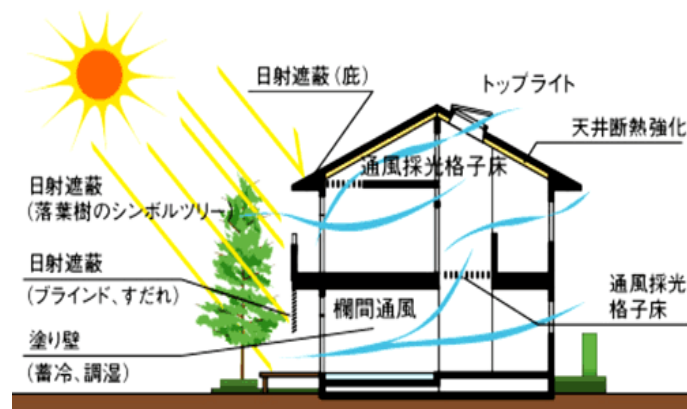 日射遮蔽(庇)
トップライト
天井断熱強化
通風採光格子床
日射遮蔽
(落葉樹のシンボルツリー)
日射遮蔽
(ブラインド、すだれ)
欄間通風
通風採光
格子床
塗り壁
(蓄冷、調湿)